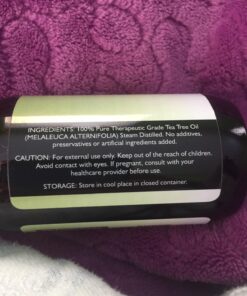 INGREDIENTS: 100% Pure Therapeutic Grade Tea Tree Oil
(MELALEUCA ALTERNIFOLIA) Steam Distilled. No additives,
preservatives or artificial ingredients added.
CAUTION: For external use only. Keep out of the reach of children.
Avoid contact with eyes. If pregnant, consult with your
healthcare provider before use.
STORAGE: Store in cool place in closed container.